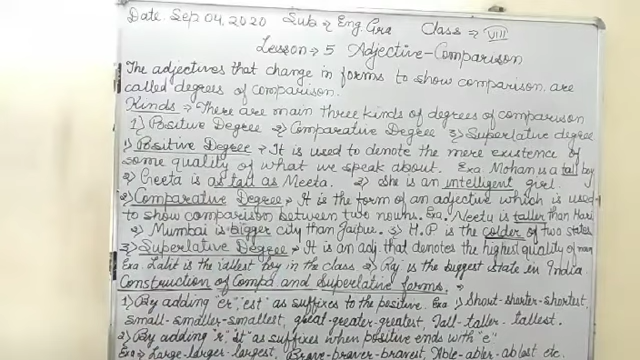 Date. Sep 04, 2020 Sub → Eng. Gra Class → VIII
Lesson → 5 Adjective-Comparison
The adjectives that change in forms to show comparison are
called degrees of comparison.
Kinds → There are main three kinds of degrees of comparison
1) Positive Degree 2) Comparative Degree 3) Superlative degree
1) Positive Degree → It is used to denote the mere existence of
some quality of what we speak about. Exa. Mohan is a tall boy
2) Geeta is as tall as Meeta. 3) She is an intelligent girl.
2) Comparative Degree → It is the form of an adjective which is used
to show comparison between two nouns. Exa. Neetu is taller than Hari
2) Mumbai is bigger city than Jaipur. 3) H.P is the colder of two states
3) Superlative Degree → It is an adj that denotes the highest quality of
Exa. Lalit is the tallest boy in the class 2) Raj is the biggest state in India
Construction of Compa. and Superlative forms. →
1) By adding "er", "est" as suffixes to the positive. Exa 1) Short-shorter-shortest,
small-smaller-smallest, great-greater-greatest, Tall-taller-tallest.
2) By adding "r", "st" as suffixes when positive ends with "e"
Exa → Large-larger-largest, Brave-braver-bravest, Able-abler-ablest etc.